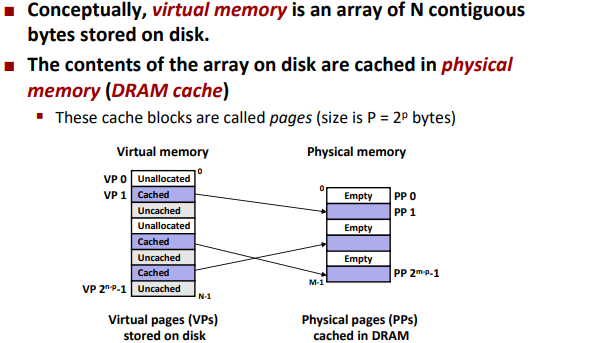 Conceptually, virtual memory is an array of N contiguous
bytes stored on disk.
The contents of the array on disk are cached in physical
memory (DRAM cache)
These cache blocks are called pages (size is P = 2ᵖ bytes)
Virtual memory
Physical memory
0
VP 0 Unallocated
VP 1 Cached
Uncached
Unallocated
Cached
Uncached
Cached
VP 2ⁿ⁻ᵖ-1 Uncached
N-1
0
Empty PP 0
PP 1
Empty
Empty
PP 2ᵐ⁻ᵖ-1
M-1
Virtual pages (VPs)
stored on disk
Physical pages (PPs)
cached in DRAM